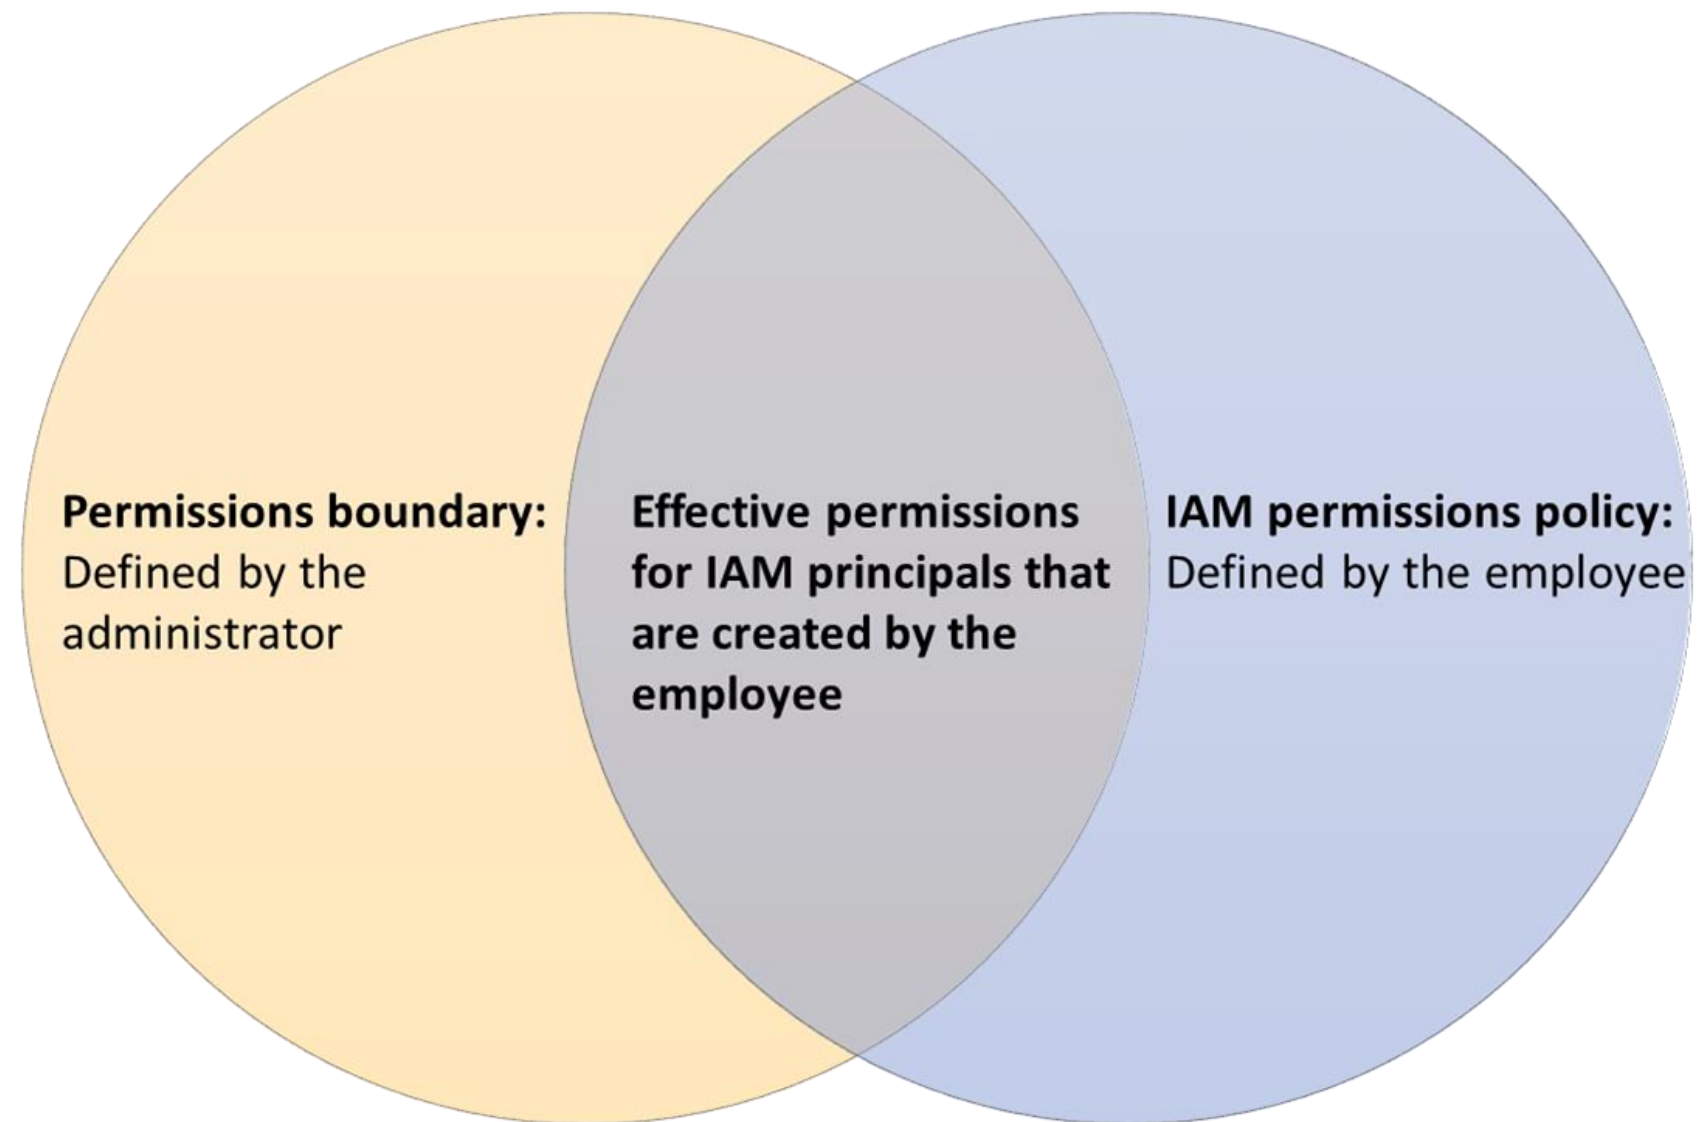 Permissions boundary:
Defined by the
administrator
Effective permissions
for IAM principals that
are created by the
employee
IAM permissions policy:
Defined by the employee